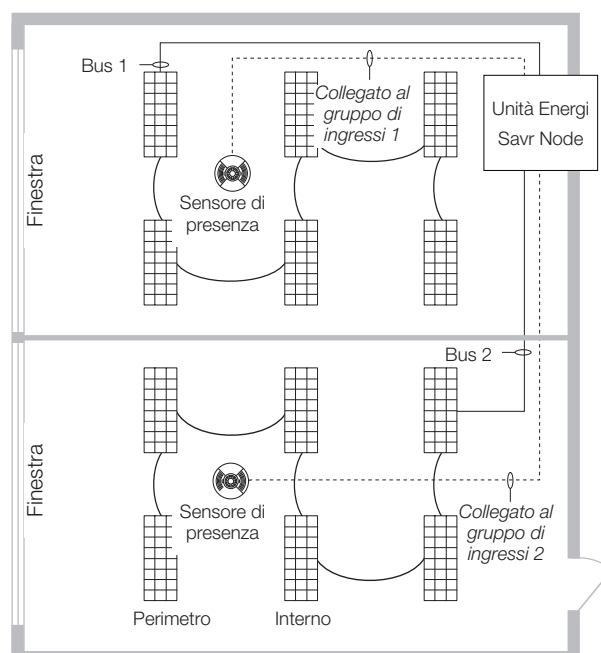 Bus 1
Collegato al
gruppo di
ingressi 1
Unità Energi
Savr Node
Finestra
Sensore di
presenza
Bus 2
Finestra
Sensore di
presenza
Collegato al
gruppo di
ingressi 2
Perimetro
Interno